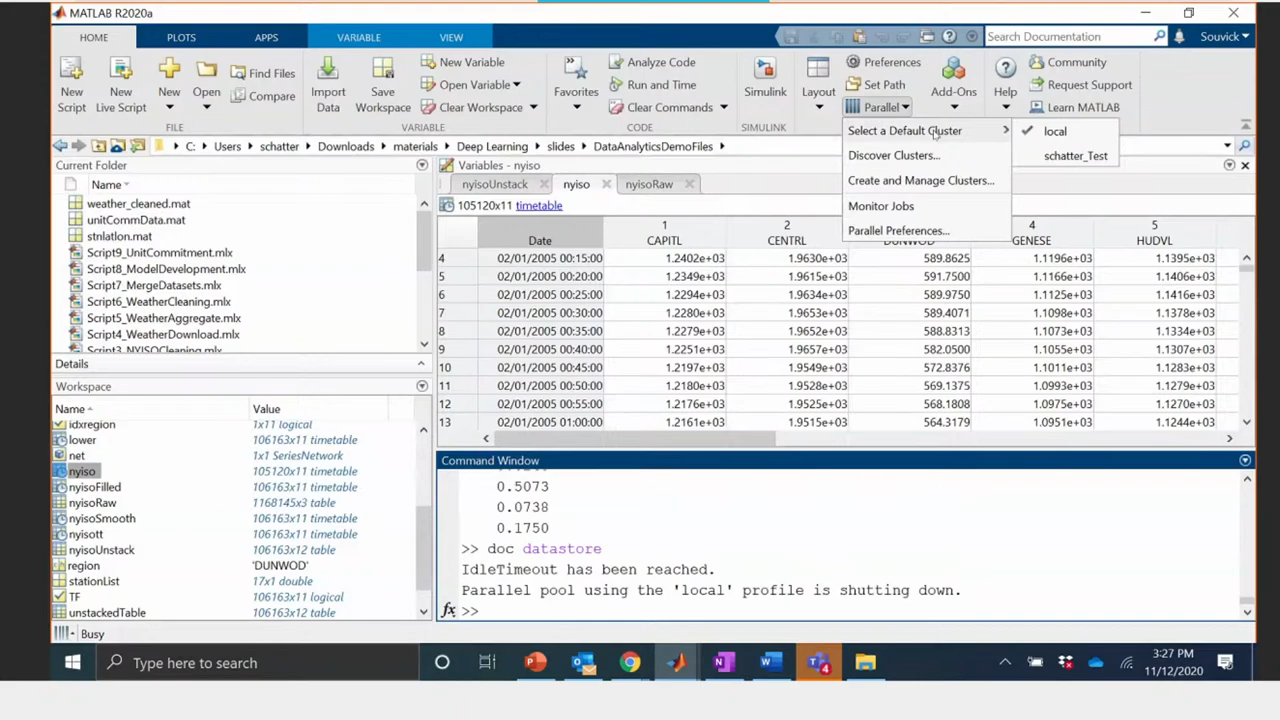 MATLAB R2020a
HOME PLOTS APPS VARIABLE VIEW Search Documentation Souvick
New Script
New Live Script
New
Open
Find Files
Compare
FILE
Import Data
Save Workspace
New Variable
Open Variable
Clear Workspace
VARIABLE
Favorites
Analyze Code
Run and Time
Clear Commands
CODE
Simulink
SIMULINK
Layout
Preferences
Set Path
Parallel
Add-Ons
Help
Community
Request Support
Learn MATLAB
Select a Default Cluster
Discover Clusters...
Create and Manage Clusters...
Monitor Jobs
Parallel Preferences...
local
schatter_Test
C: Users schatter Downloads materials Deep Learning slides DataAnalyticsDemoFiles
Current Folder
Name
weather_cleaned.mat
unitCommData.mat
stnlatlon.mat
Script9_UnitCommitment.mlx
Script8_ModelDevelopment.mlx
Script7_MergeDatasets.mlx
Script6_WeatherCleaning.mlx
Script5_WeatherAggregate.mlx
Script4_WeatherDownload.mlx
Script3_NYISOCleaning.mlx
Details
Workspace
Name Value
idxregion 1x11 logical
lower 106163x11 timetable
net 1x1 SeriesNetwork
nyiso 105120x11 timetable
nyisoFilled 106163x11 timetable
nyisoRaw 1168145x3 table
nyisoSmooth 106163x11 timetable
nyisott 106163x11 timetable
nyisoUnstack 106163x12 table
region 'DUNWOD'
stationList 17x1 double
TF 106163x11 logical
unstackedTable 106163x12 table
Variables - nyiso
nyisoUnstack nyiso nyisoRaw
105120x11 timetable
1 2 4 5
Date CAPITL CENTRL DUNWOD GENESE HUDVL
4 02/01/2005 00:15:00 1.2402e+03 1.9630e+03 589.8625 1.1196e+03 1.1395e+03
5 02/01/2005 00:20:00 1.2349e+03 1.9615e+03 591.7500 1.1166e+03 1.1406e+03
6 02/01/2005 00:25:00 1.2294e+03 1.9634e+03 589.9750 1.1125e+03 1.1416e+03
7 02/01/2005 00:30:00 1.2280e+03 1.9653e+03 589.4071 1.1098e+03 1.1378e+03
8 02/01/2005 00:35:00 1.2279e+03 1.9652e+03 588.8313 1.1073e+03 1.1334e+03
9 02/01/2005 00:40:00 1.2251e+03 1.9657e+03 582.0500 1.1055e+03 1.1307e+03
10 02/01/2005 00:45:00 1.2197e+03 1.9549e+03 572.8376 1.1011e+03 1.1283e+03
11 02/01/2005 00:50:00 1.2180e+03 1.9528e+03 569.1375 1.0993e+03 1.1279e+03
12 02/01/2005 00:55:00 1.2176e+03 1.9525e+03 568.1808 1.0975e+03 1.1270e+03
13 02/01/2005 01:00:00 1.2161e+03 1.9515e+03 564.3179 1.0951e+03 1.1244e+03
Command Window
0.5073
0.0738
0.1750
>> doc datastore
IdleTimeout has been reached.
Parallel pool using the 'local' profile is shutting down.
fx >>
Busy
Type here to search
4
3:27 PM
11/12/2020